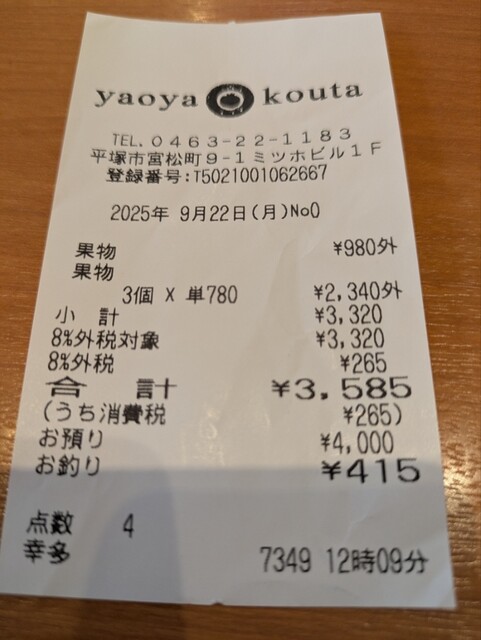 yaoya kouta
TEL.0463-22-1183
平塚市宮松町9-1ミツホビル1F
登録番号:T5021001062667
2025年 9月22日(月)No0
果物 ¥980外
果物
3個 X 単780 ¥2,340外
小 計 ¥3,320
8%外税対象 ¥3,320
8%外税 ¥265
合 計 ¥3,585
(うち消費税 ¥265)
お預り ¥4,000
お釣り ¥415
点数 4
幸多 7349 12時09分